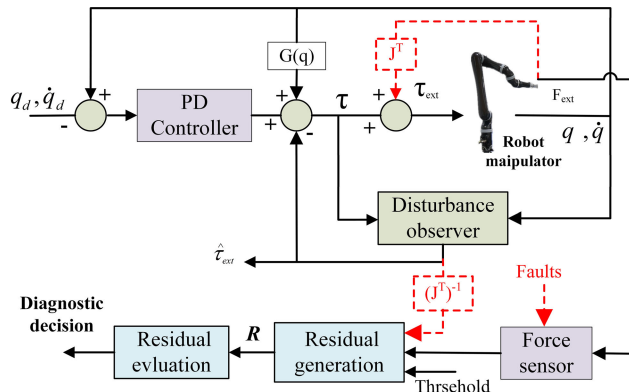 J^T
G(q)
q_d, q̇_d
+
-
PD
Controller
+
+
-
τ
+
+
τ_ext
F_ext
Robot
maipulator
q , q̇
Disturbance
observer
τ̂_ext
(J^T)^-1
Faults
Diagnostic
decision
Residual
evluation
R
Residual
generation
Force
sensor
Thrsehold